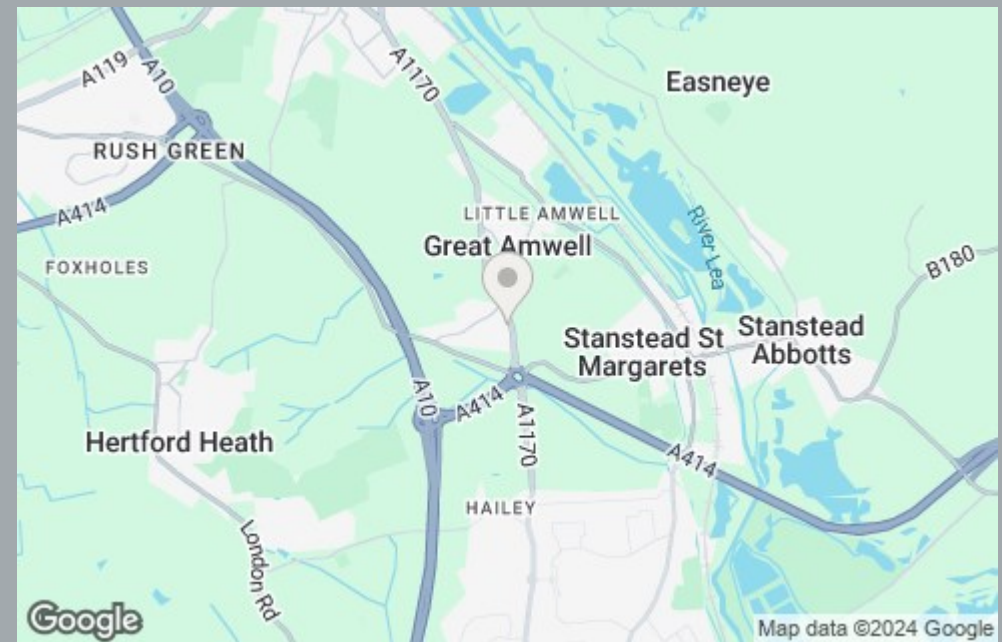 A119
A10
A1170
Easneye
RUSH GREEN
A414
LITTLE AMWELL
River Lea
Great Amwell
FOXHOLES
B180
Stanstead St
Margarets
Stanstead
Abbotts
A10
A414
A1170
Hertford Heath
A414
HAILEY
London Rd
Google
Map data ©2024 Google